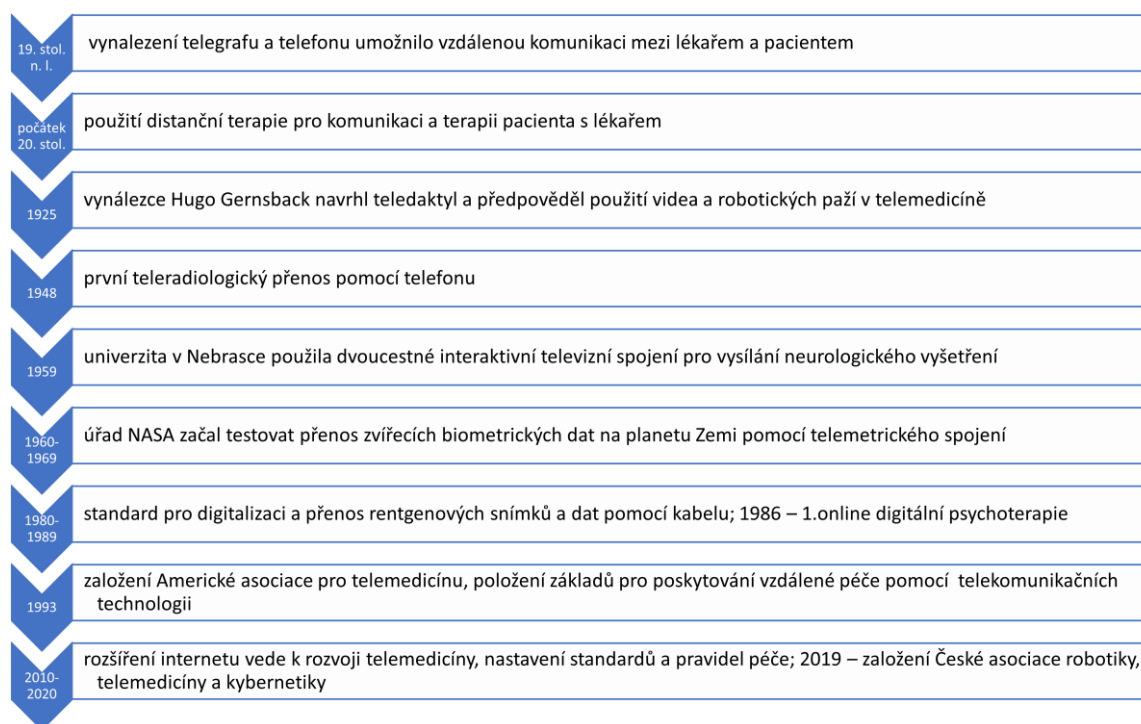 19. stol.
n. l.
vynalezení telegrafu a telefonu umožnilo vzdálenou komunikaci mezi lékařem a pacientem
počátek
20. stol.
použití distanční terapie pro komunikaci a terapii pacienta s lékařem
1925
vynálezce Hugo Gernsback navrhl teledaktyl a předpověděl použití videa a robotických paží v telemedicíně
1948
první teleradiologický přenos pomocí telefonu
1959
univerzita v Nebrasce použila dvoucestné interaktivní televizní spojení pro vysílání neurologického vyšetření
1960-
1969
úřad NASA začal testovat přenos zvířecích biometrických dat na planetu Zemi pomocí telemetrického spojení
1980-
1989
standard pro digitalizaci a přenos rentgenových snímků a dat pomocí kabelu; 1986 – 1.online digitální psychoterapie
1993
založení Americké asociace pro telemedicínu, položení základů pro poskytování vzdálené péče pomocí telekomunikačních
technologii
2010-
2020
rozšíření internetu vede k rozvoji telemedicíny, nastavení standardů a pravidel péče; 2019 – založení České asociace robotiky,
telemedicíny a kybernetiky